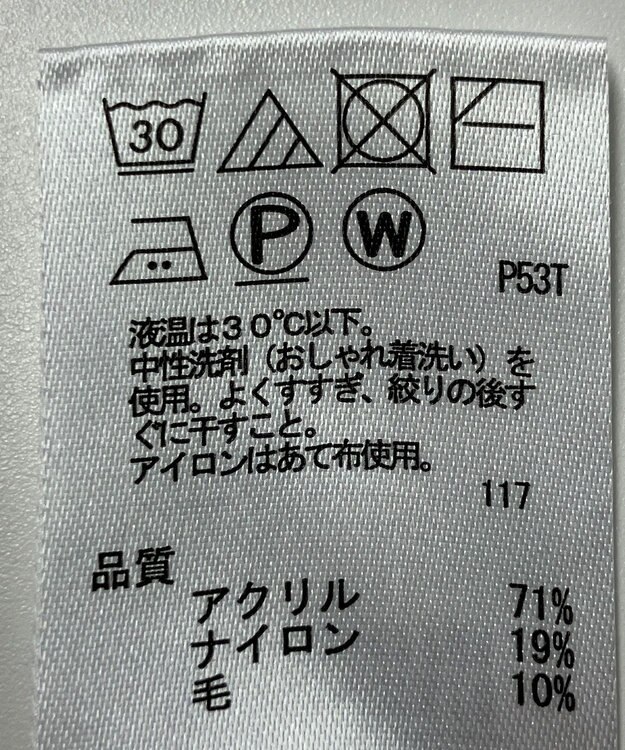 30
P W
P53T
液温は30℃以下。
中性洗剤（おしゃれ着洗い）を
使用。よくすすぎ、絞りの後す
ぐに干すこと。
アイロンはあて布使用。
117
品質
アクリル 71%
ナイロン 19%
毛 10%